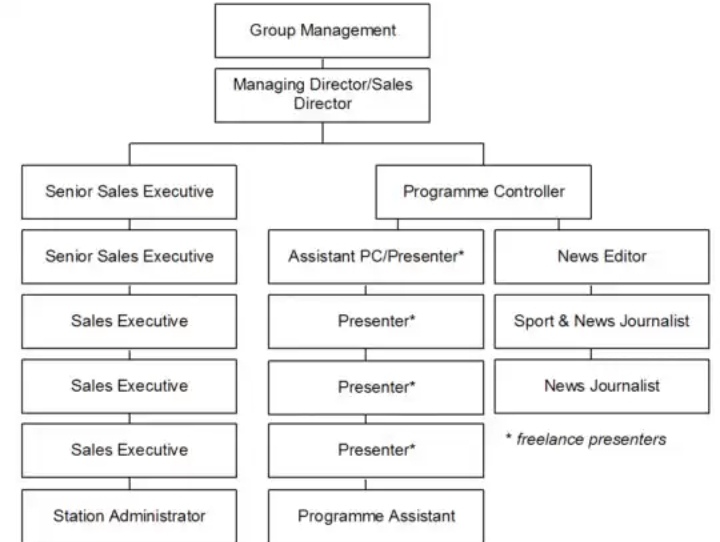 Group Management
Managing Director/Sales
Director
Senior Sales Executive
Programme Controller
Senior Sales Executive
Assistant PC/Presenter*
News Editor
Sales Executive
Presenter*
Sport & News Journalist
Sales Executive
Presenter*
News Journalist
* freelance presenters
Sales Executive
Presenter*
Station Administrator
Programme Assistant